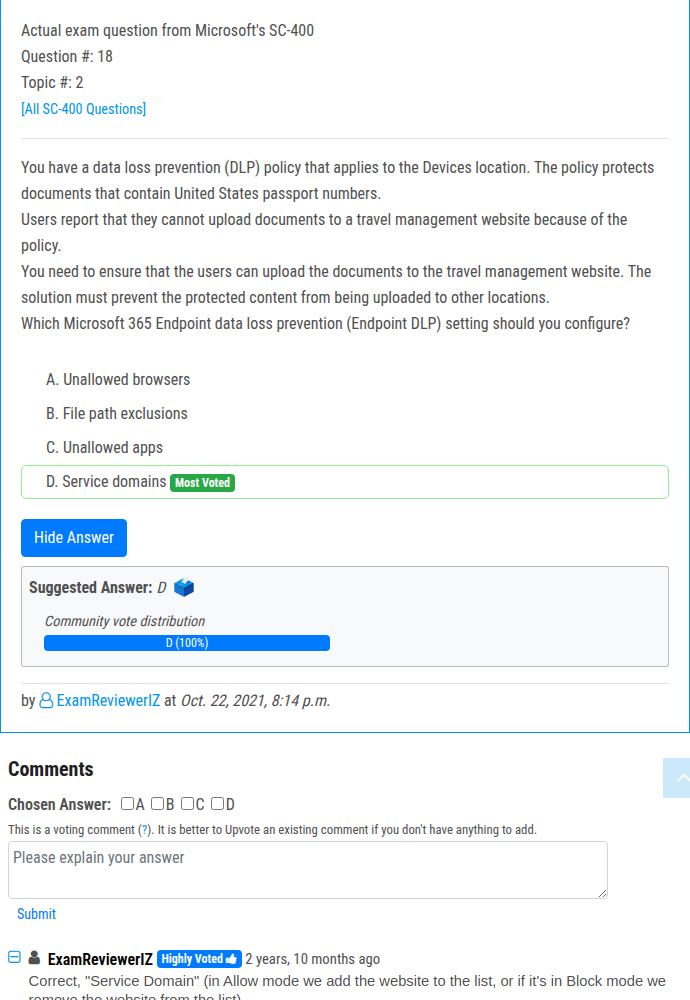 Actual exam question from Microsoft's SC-400
Question #: 18
Topic #: 2
[All SC-400 Questions]
You have a data loss prevention (DLP) policy that applies to the Devices location. The policy protects
documents that contain United States passport numbers.
Users report that they cannot upload documents to a travel management website because of the
policy.
You need to ensure that the users can upload the documents to the travel management website. The
solution must prevent the protected content from being uploaded to other locations.
Which Microsoft 365 Endpoint data loss prevention (Endpoint DLP) setting should you configure?
A. Unallowed browsers
B. File path exclusions
C. Unallowed apps
D. Service domains Most Voted
Hide Answer
Suggested Answer: D
Community vote distribution
D (100%)
by ExamReviewerIZ at Oct. 22, 2021, 8:14 p.m.
Comments
Chosen Answer: A B C D
This is a voting comment (?). It is better to Upvote an existing comment if you don't have anything to add.
Please explain your answer
Submit
ExamReviewerIZ Highly Voted 2 years, 10 months ago
Correct, "Service Domain" (in Allow mode we add the website to the list, or if it's in Block mode we
remove the website from the list)